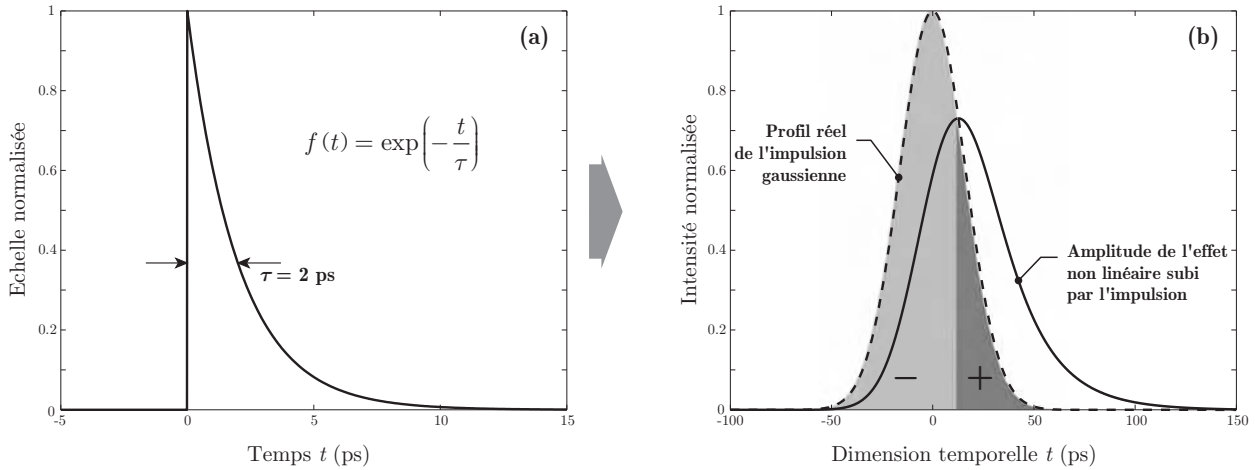 (a)
1
0.8
0.6
0.4
0.2
0
Echelle normalisée
f (t) = exp(− t/τ)
τ = 2 ps
-5
0
5
10
15
Temps t (ps)
(b)
1
0.8
0.6
0.4
0.2
0
Intensité normalisée
Profil réel
de l'impulsion
gaussienne
Amplitude de l'effet
non linéaire subi
par l'impulsion
− +
-100
-50
0
50
100
150
Dimension temporelle t (ps)